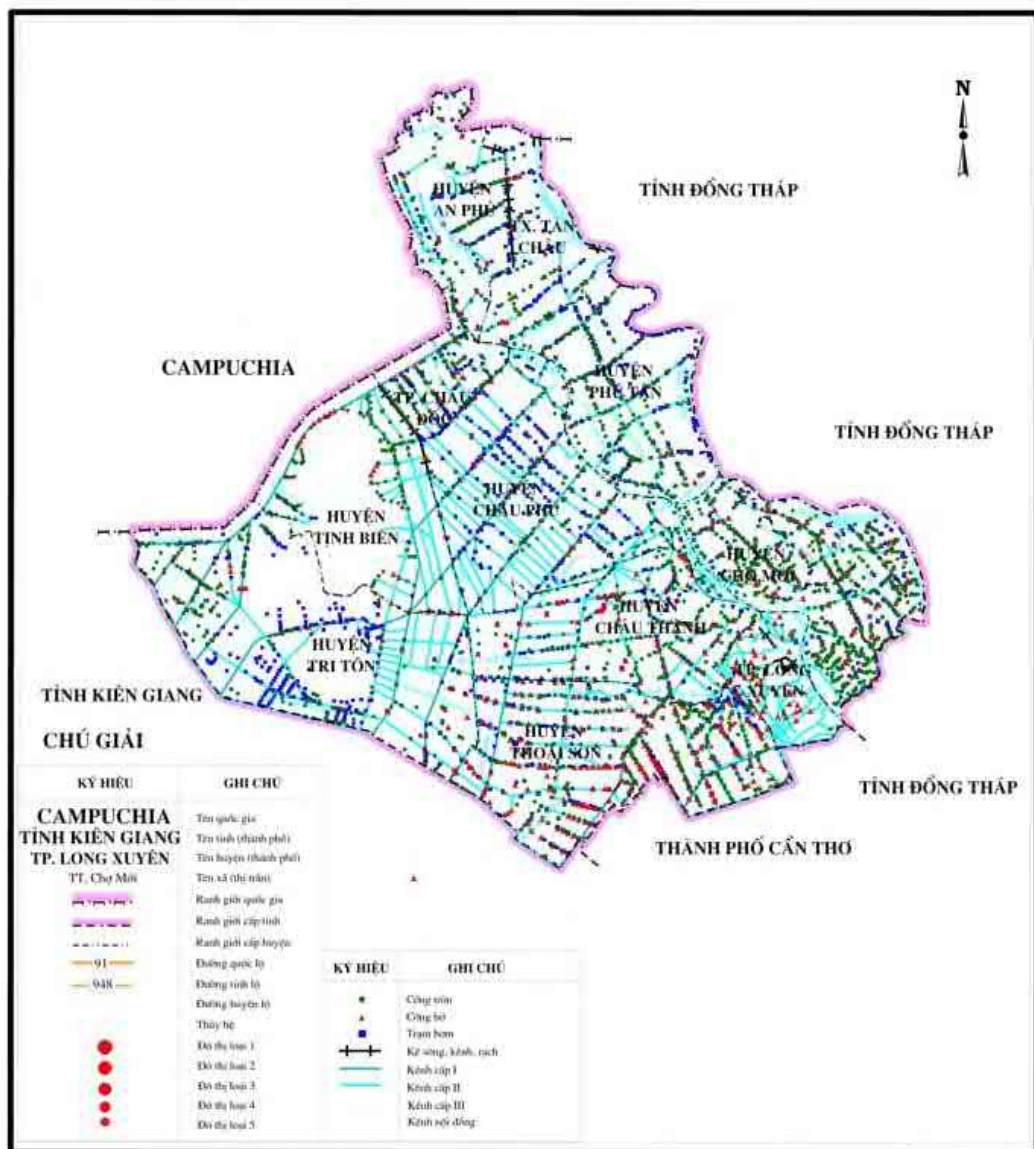 N
TỈNH ĐỒNG THÁP
HUYỆN
AN PHÚ
TX. TÂN
CHÂU
CAMPUCHIA
HUYỆN
PHÚ TÂN
TP. CHÂU
ĐỐC
TỈNH ĐỒNG THÁP
HUYỆN
CHÂU PHÚ
HUYỆN
TỊNH BIÊN
HUYỆN
CHỢ MỚI
HUYỆN
CHÂU THÀNH
HUYỆN
TRI TÔN
TP. LONG
XUYÊN
TỈNH KIÊN GIANG
HUYỆN
THOẠI SƠN
CHÚ GIẢI
TỈNH ĐỒNG THÁP
THÀNH PHỐ CẦN THƠ
KÝ HIỆU GHI CHÚ
CAMPUCHIA Tên quốc gia
TỈNH KIÊN GIANG Tên tỉnh (thành phố)
TP. LONG XUYÊN Tên huyện (thành phố)
TT. Chợ Mới Tên xã (thị trấn)
Ranh giới quốc gia
Ranh giới cấp tỉnh
Ranh giới cấp huyện
91 Đường quốc lộ
948 Đường tỉnh lộ
Đường huyện lộ
Thủy hệ
Đô thị loại 1
Đô thị loại 2
Đô thị loại 3
Đô thị loại 4
Đô thị loại 5
KÝ HIỆU GHI CHÚ
Cống tròn
Cống hở
Trạm bơm
Kè sông, kênh, rạch
Kênh cấp I
Kênh cấp II
Kênh cấp III
Kênh nội đồng